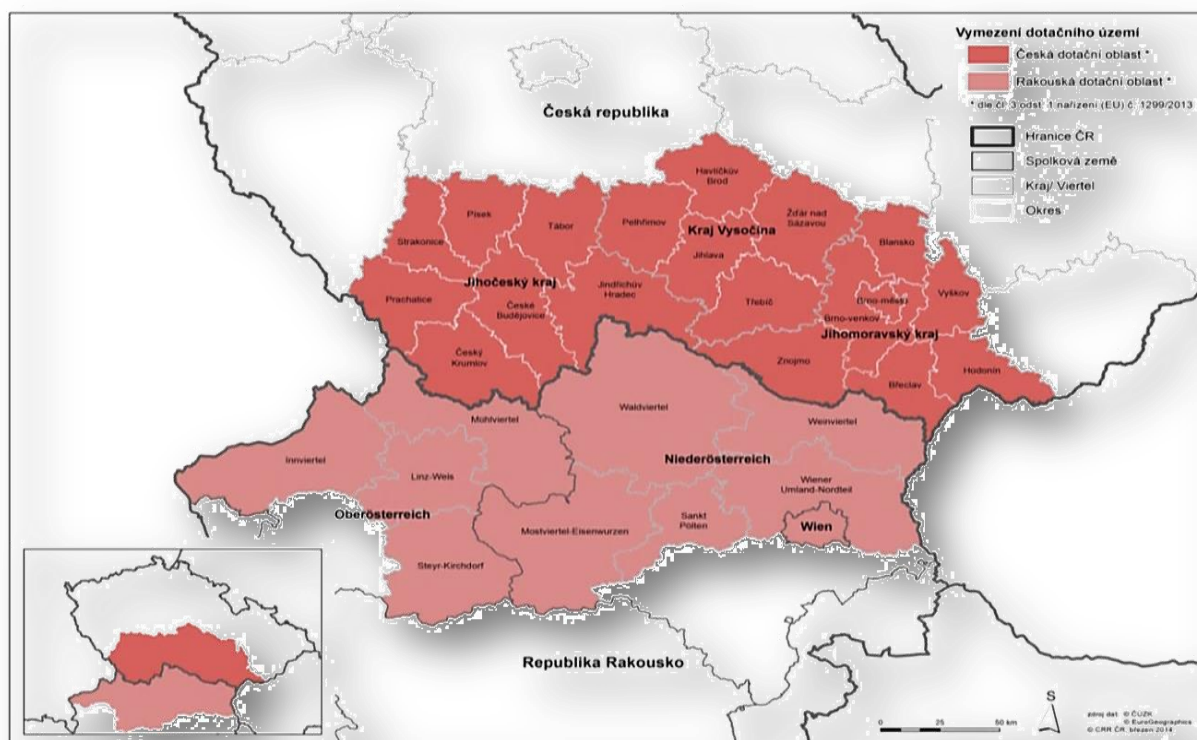 Vymezení dotačního území
Česká dotační oblast *
Rakouská dotační oblast *
* dle čl. 3 odst. 1 nařízení (EU) č. 1299/2013
Hranice ČR
Spolková země
Kraj/ Viertel
Okres
Česká republika
Havlíčkův
Brod
Písek
Tábor
Pelhřimov
Žďár nad
Sázavou
Kraj Vysočina
Strakonice
Blansko
Jihlava
Jihočeský kraj
Jindřichův
Hradec
Prachatice
České
Budějovice
Třebíč
Brno-město
Vyškov
Brno-venkov
Jihomoravský kraj
Český
Krumlov
Znojmo
Hodonín
Břeclav
Waldviertel
Mühlviertel
Weinviertel
Innviertel
Linz-Wels
Niederösterreich
Wiener
Umland-Nordteil
Oberösterreich
Sankt
Pölten
Wien
Mostviertel-Eisenwurzen
Steyr-Kirchdorf
Republika Rakousko
S
0 25 50 km
zdroj dat: © ČÚZK
© EuroGeographics
© CRR ČR, březen 2014